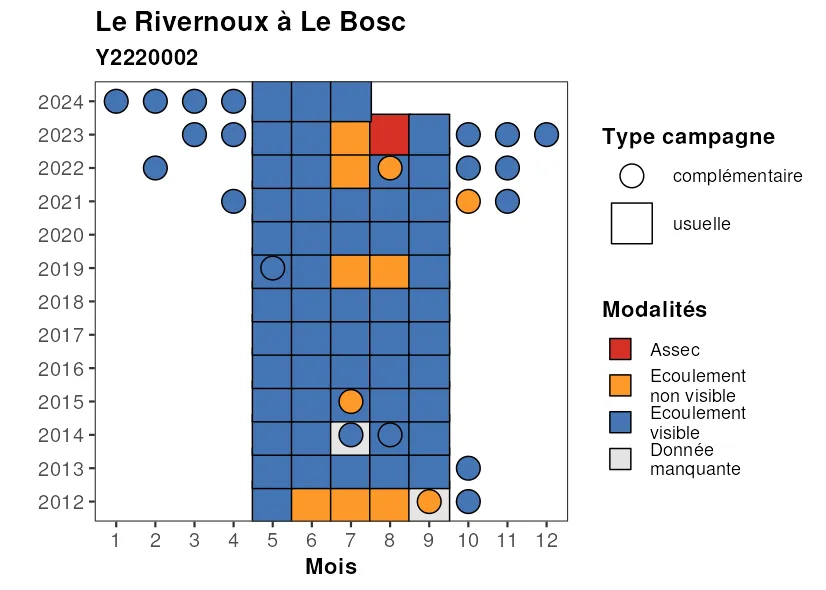 Le Rivernoux à Le Bosc
Y2220002
2024
2023
2022
2021
2020
2019
2018
2017
2016
2015
2014
2013
2012
1 2 3 4 5 6 7 8 9 10 11 12
Mois
Type campagne
complémentaire
usuelle
Modalités
Assec
Ecoulement
non visible
Ecoulement
visible
Donnée
manquante